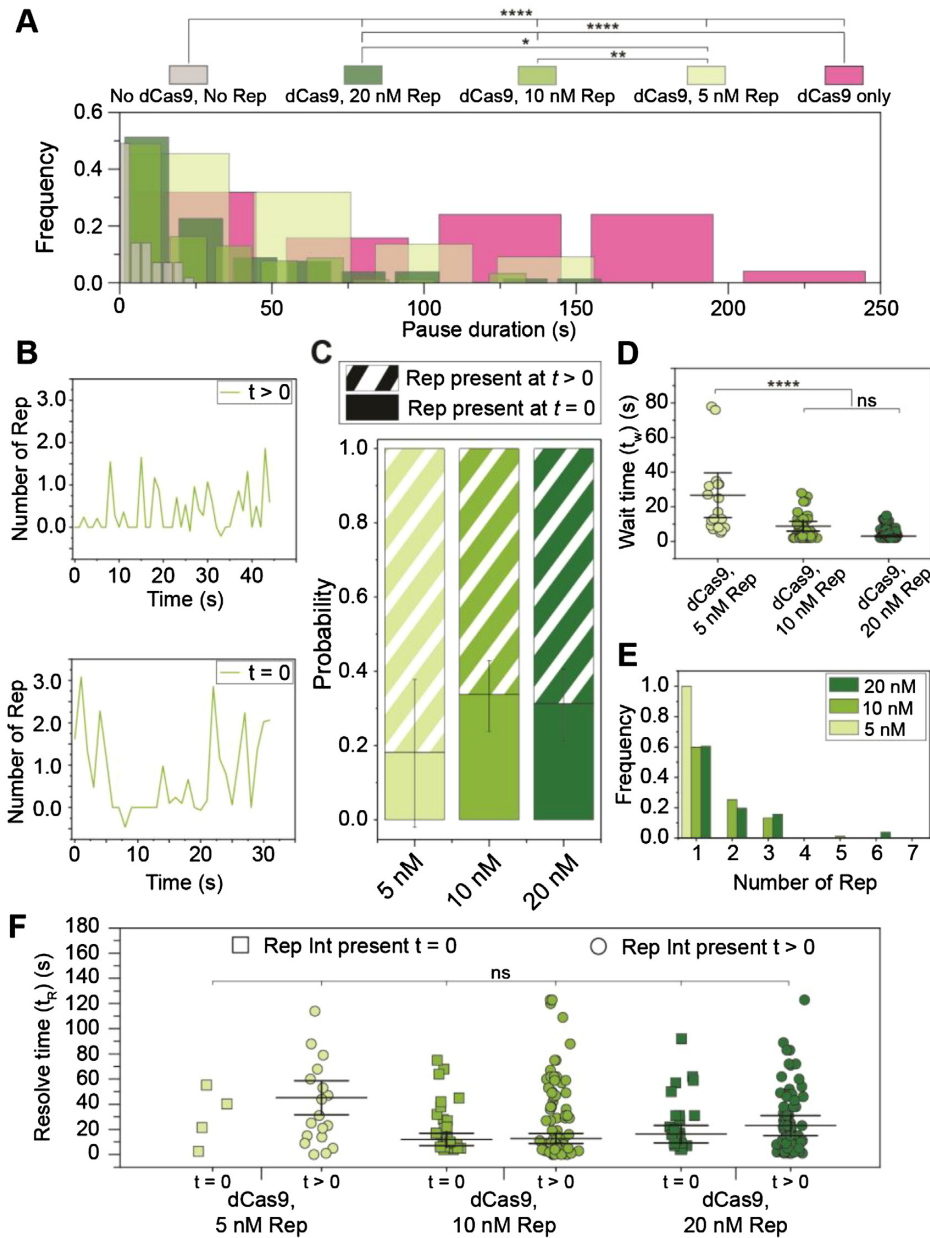 A
****
****
*
**
No dCas9, No Rep
dCas9, 20 nM Rep
dCas9, 10 nM Rep
dCas9, 5 nM Rep
dCas9 only
Frequency
0.6
0.4
0.2
0.0
0 50 100 150 200 250
Pause duration (s)
B
t > 0
Number of Rep
3.0
2.0
1.0
0.0
0 10 20 30 40
Time (s)
t = 0
Number of Rep
3.0
2.0
1.0
0.0
0 10 20 30
Time (s)
C
Rep present at t > 0
Rep present at t = 0
Probability
1.0
0.8
0.6
0.4
0.2
0.0
5 nM
10 nM
20 nM
D
****
ns
Wait time (tw) (s)
80
60
40
20
0
dCas9,
5 nM Rep
dCas9,
10 nM Rep
dCas9,
20 nM Rep
E
20 nM
10 nM
5 nM
Frequency
1.0
0.8
0.6
0.4
0.2
0.0
1 2 3 4 5 6 7
Number of Rep
F
Rep Int present t = 0
Rep Int present t > 0
ns
Resolve time (tR) (s)
180
160
140
120
100
80
60
40
20
0
t = 0 t > 0 t = 0 t > 0 t = 0 t > 0
dCas9,
5 nM Rep
dCas9,
10 nM Rep
dCas9,
20 nM Rep